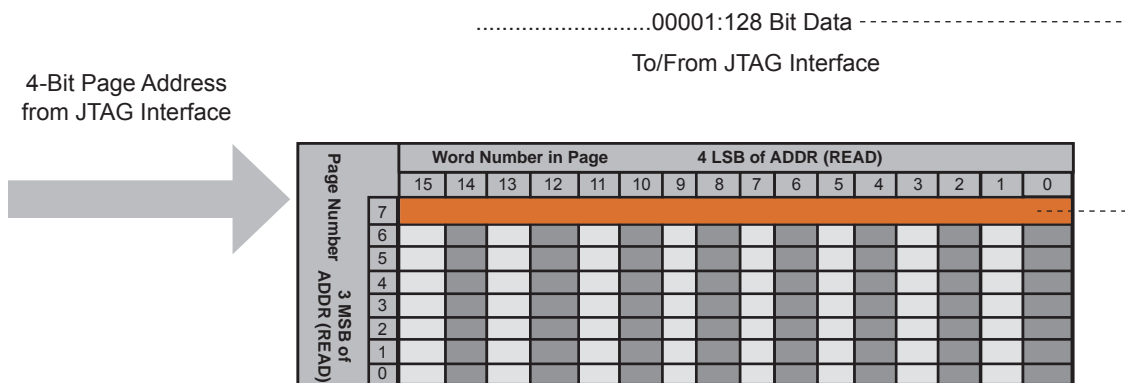 ...........................00001:128 Bit Data
To/From JTAG Interface
4-Bit Page Address
from JTAG Interface
Word Number in Page 4 LSB of ADDR (READ)
15 14 13 12 11 10 9 8 7 6 5 4 3 2 1 0
Page Number
3 MSB of
ADDR (READ)
7
6
5
4
3
2
1
0